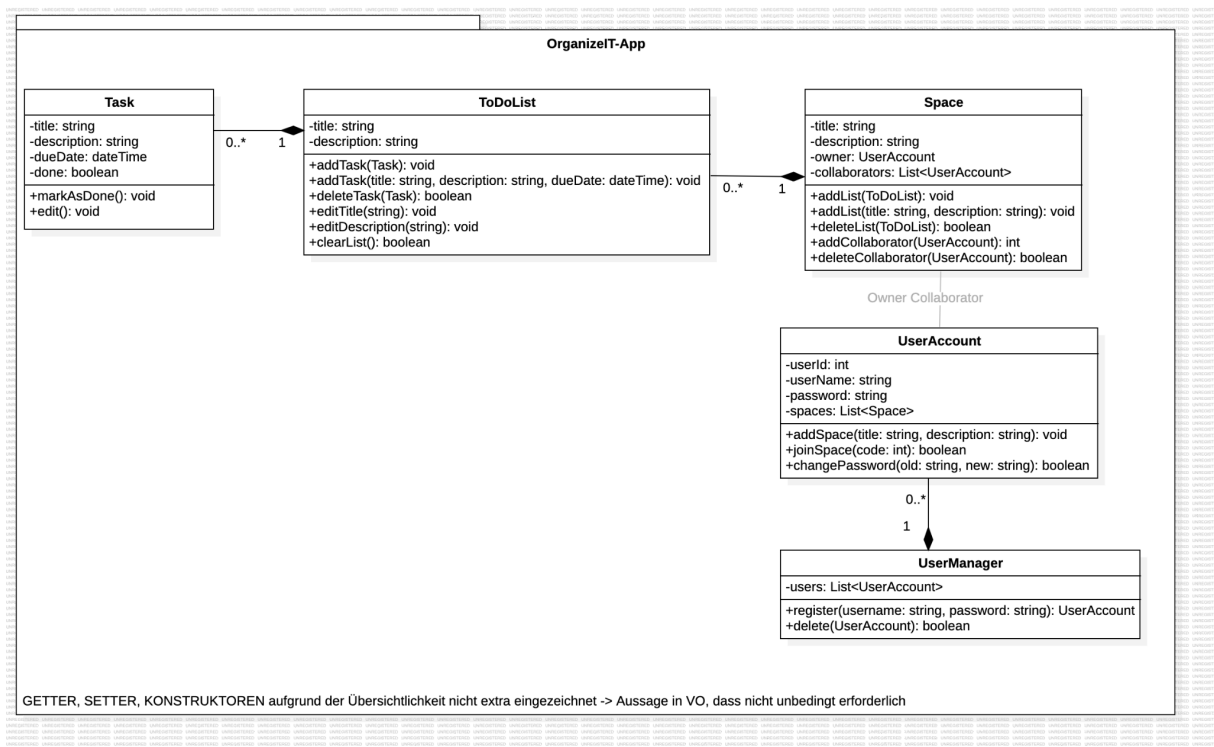 OrganizeIT-App
Task
-title: string
-description: string
-dueDate: dateTime
-done: boolean
+markAsDone(): void
+edit(): void
0..*
1
ToDoList
-title: string
-description: string
+addTask(Task): void
+addTask(title: string, description: string, dueDate: dateTime): void
+deleteTask(Task): boolean
+editTitle(string): void
+editDescription(string): void
+clearList(): boolean
0..*
1
Space
-title: string
-description: string
-owner: UserAccount
-collaborators: List<UserAccount>
+addList(ToDoList): void
+addList(title: string, description: string): void
+deleteList(ToDoList): boolean
+addCollaborator(UserAccount): int
+deleteCollaborator(UserAccount): boolean
Owner Collaborator
UserAccount
-userId: int
-userName: string
-password: string
-spaces: List<Space>
+addSpace(title: string, description: string): void
+joinSpace(code: int): boolean
+changePassword(old: string, new: string): boolean
0..*
1
UserManager
-users: List<UserAccount>
+register(username: string, password: string): UserAccount
+delete(UserAccount): boolean
GETTER, SETTER, KONSTRUKTOREN aufgrund der Übersichtlichkeit nicht extra eingezeichnet -> Aussage in VO, dass nicht unbedingt erforderlich